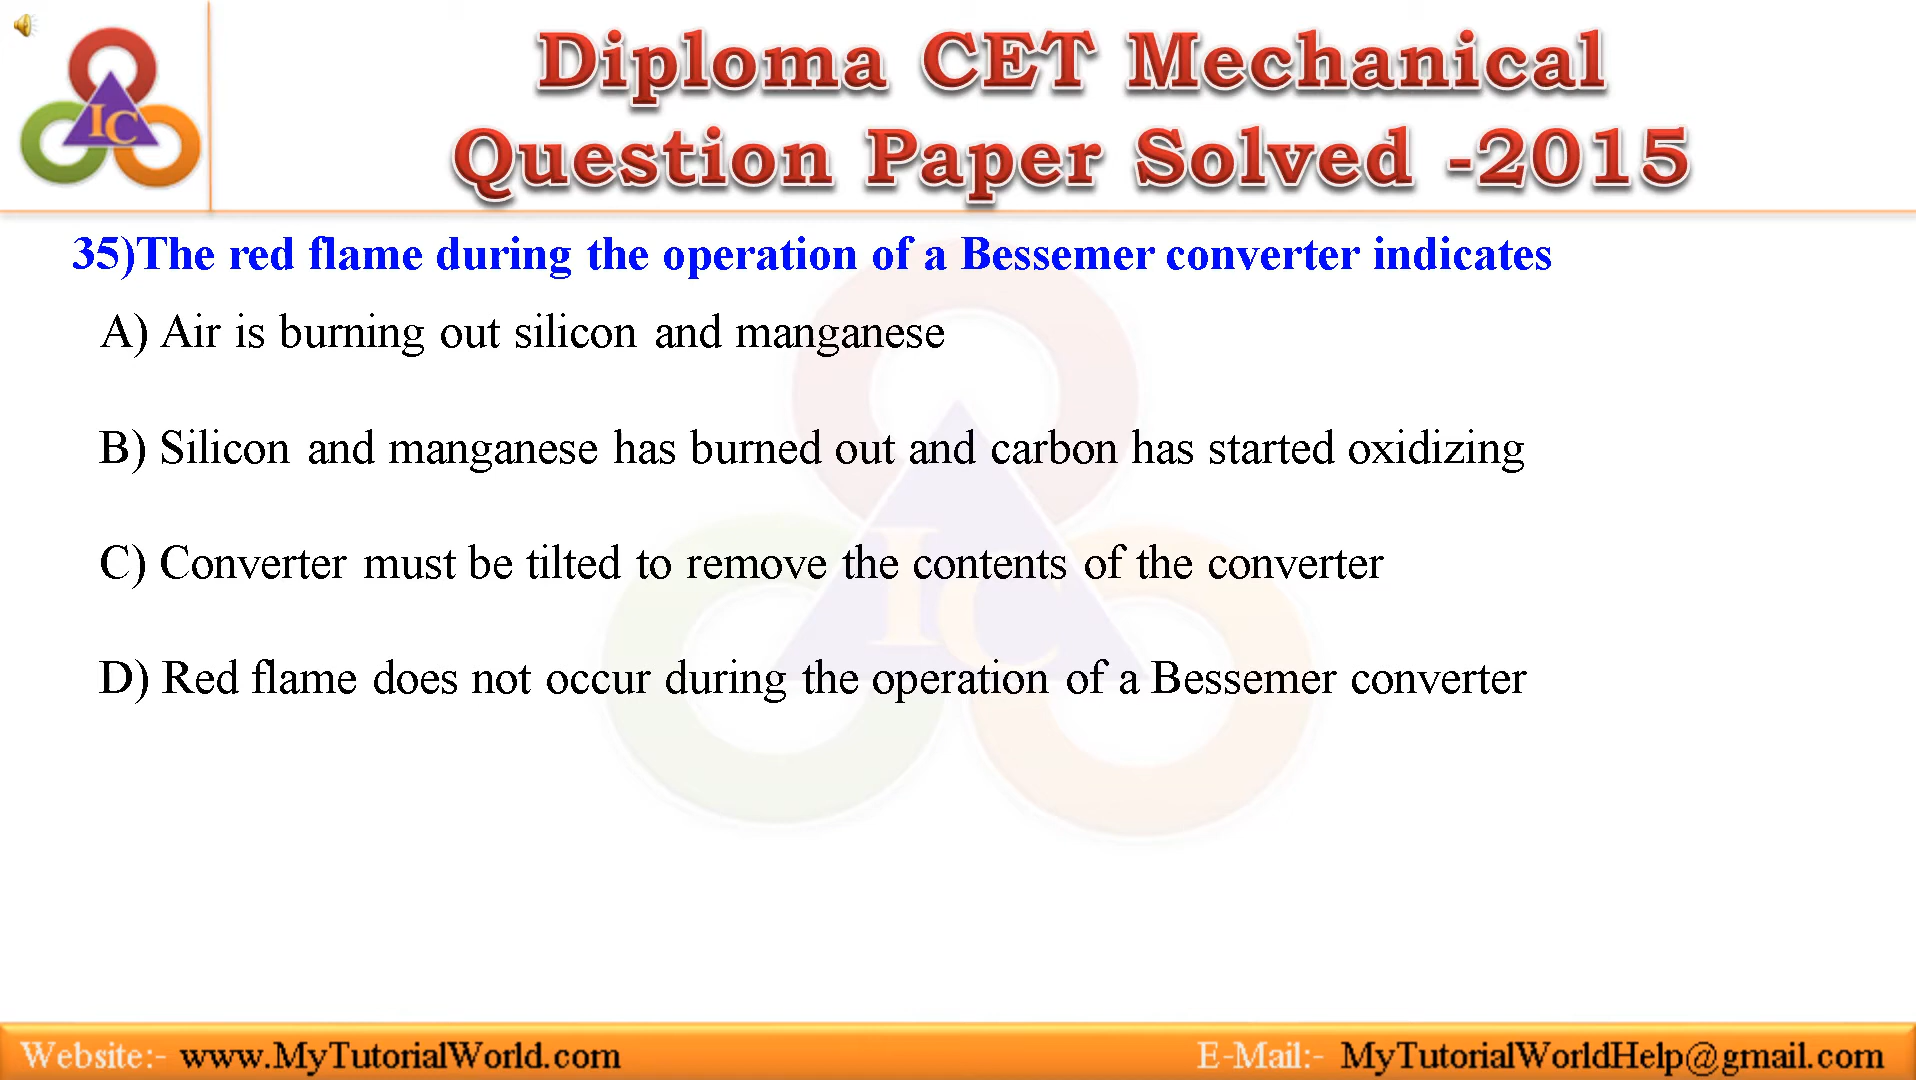 IC
Diploma CET Mechanical
Question Paper Solved -2015
35)The red flame during the operation of a Bessemer converter indicates
A) Air is burning out silicon and manganese
B) Silicon and manganese has burned out and carbon has started oxidizing
C) Converter must be tilted to remove the contents of the converter
D) Red flame does not occur during the operation of a Bessemer converter
IC
Website:- www.MyTutorialWorld.com E-Mail:- MyTutorialWorldHelp@gmail.com